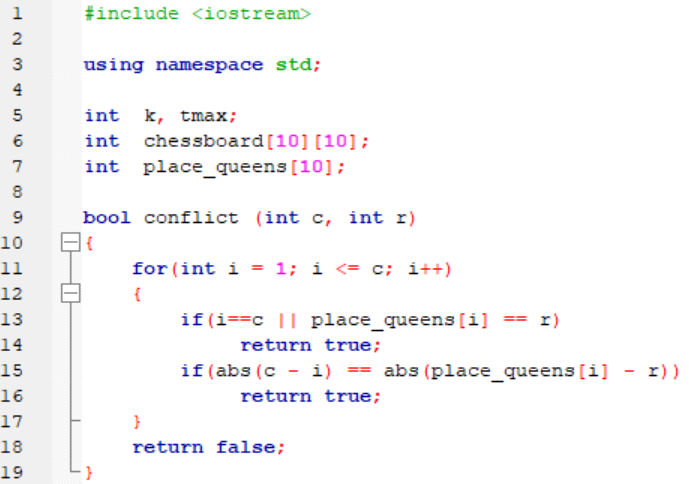 1 #include <iostream>
2
3 using namespace std;
4
5 int  k, tmax;
6 int  chessboard[10][10];
7 int  place_queens[10];
8
9 bool conflict (int c, int r)
10 {
11     for(int i = 1; i <= c; i++)
12     {
13         if(i==c || place_queens[i] == r)
14              return true;
15         if(abs(c - i) == abs(place_queens[i] - r))
16              return true;
17     }
18     return false;
19 }